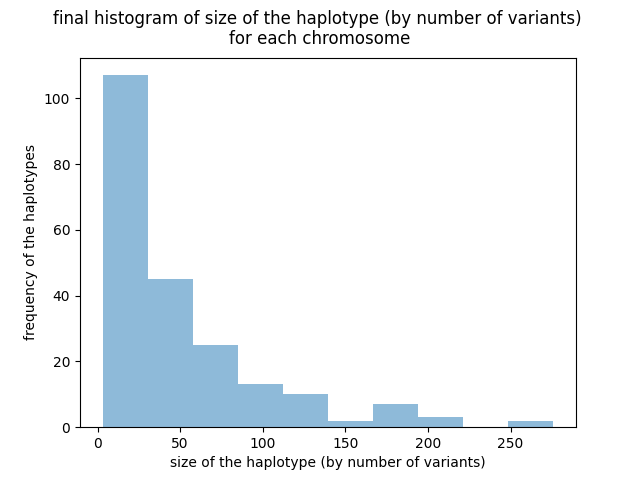 final histogram of size of the haplotype (by number of variants)
for each chromosome
frequency of the haplotypes
100
80
60
40
20
0
0 50 100 150 200 250
size of the haplotype (by number of variants)